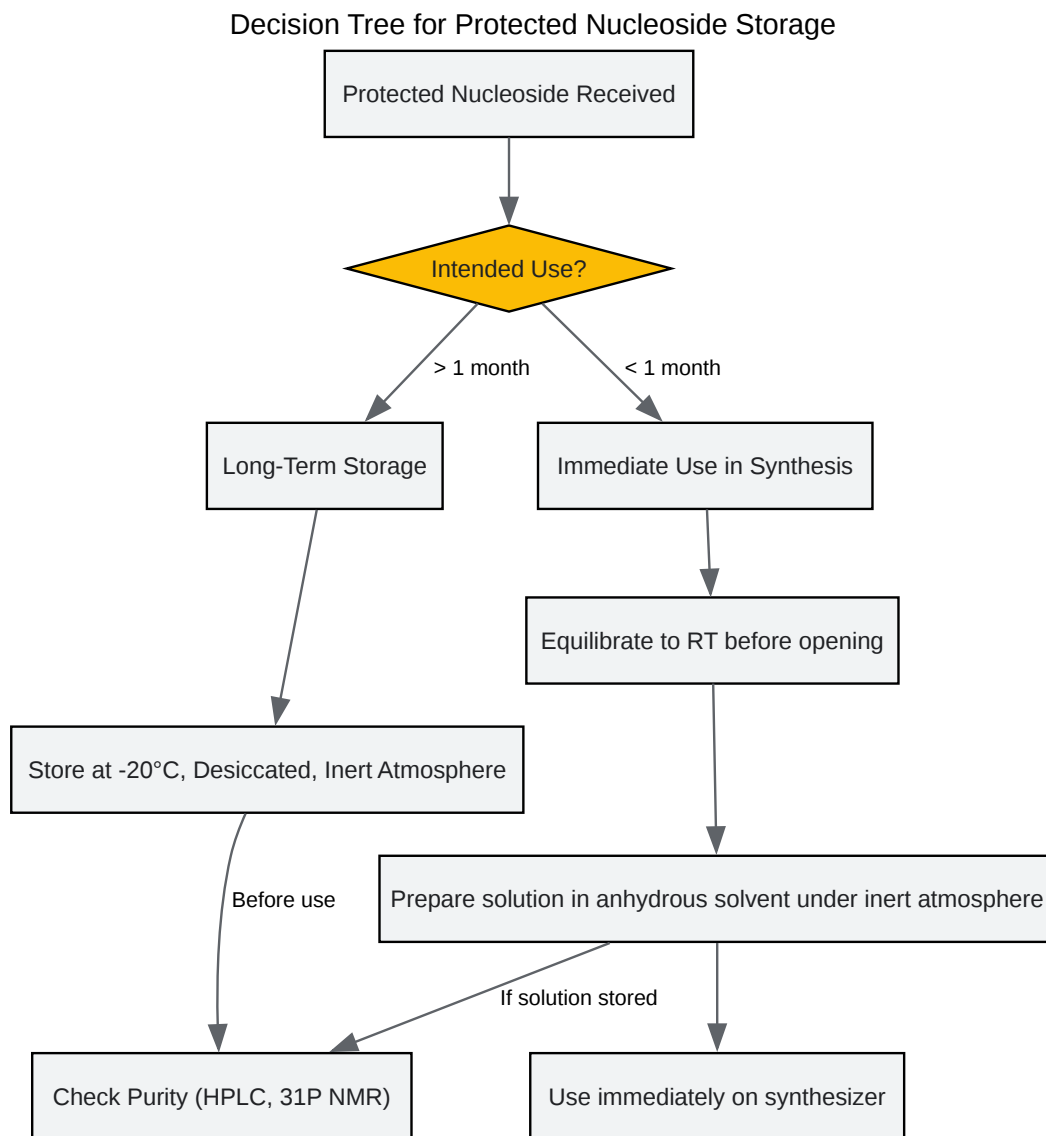 Decision Tree for Protected Nucleoside Storage
Protected Nucleoside Received
Intended Use?
> 1 month
< 1 month
Long-Term Storage
Immediate Use in Synthesis
Equilibrate to RT before opening
Store at -20°C, Desiccated, Inert Atmosphere
Prepare solution in anhydrous solvent under inert atmosphere
Before use
If solution stored
Check Purity (HPLC, 31P NMR)
Use immediately on synthesizer